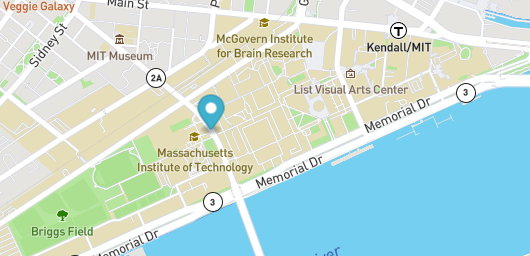 Main St
Veggie Galaxy
Sidney St
MIT Museum
McGovern Institute
for Brain Research
T
Kendall/MIT
2A
List Visual Arts Center
3
Memorial Dr
Massachusetts
Institute of Technology
Memorial Dr
3
Briggs Field
Memorial Dr